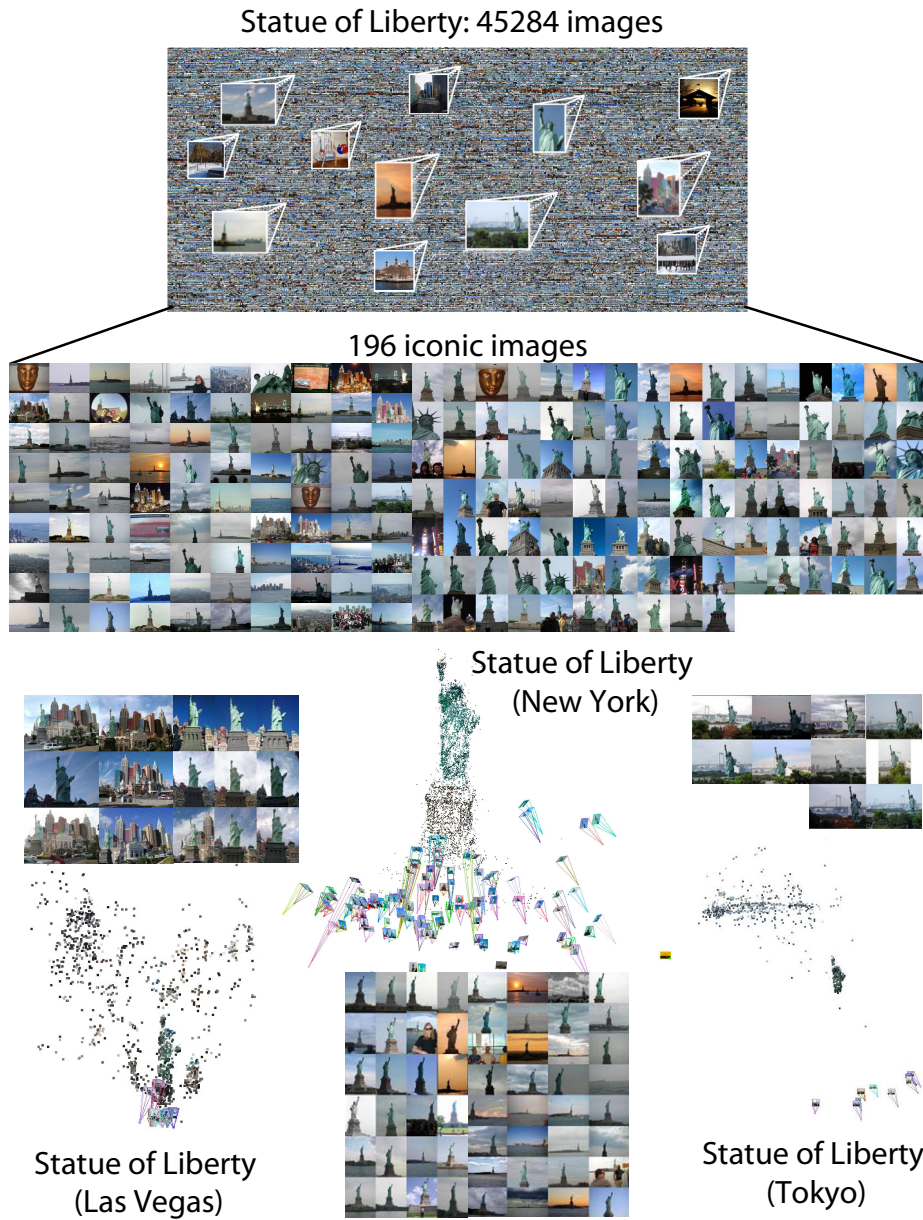 Statue of Liberty: 45284 images
196 iconic images
Statue of Liberty
(New York)
Statue of Liberty
(Las Vegas)
Statue of Liberty
(Tokyo)